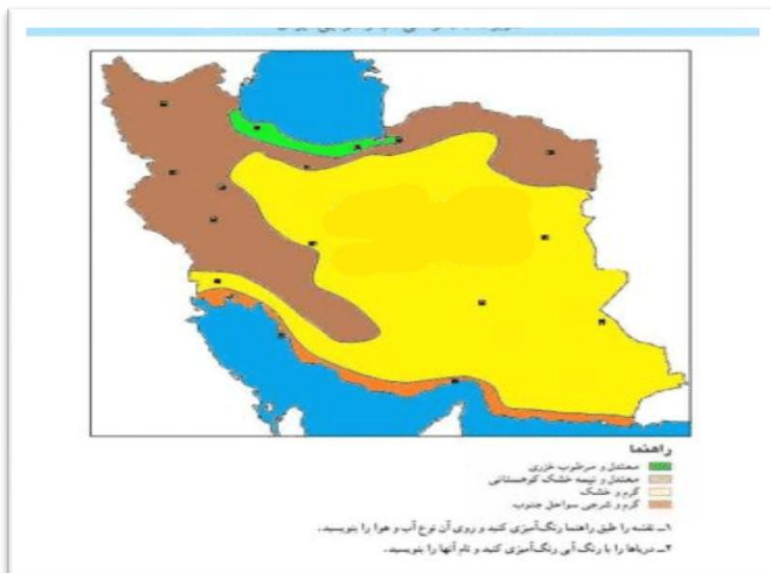 راهنما
معتدل و مرطوب خزری
معتدل و نیمه خشک کوهستانی
گرم و خشک
گرم و شرجی سواحل جنوب
۱ــ نقشه را طبق راهنما رنگ‌آمیزی کنید و روی آن نوع آب و هوا را بنویسید.
۲ــ دریاها را با رنگ آبی رنگ‌آمیزی کنید و نام آنها را بنویسید.